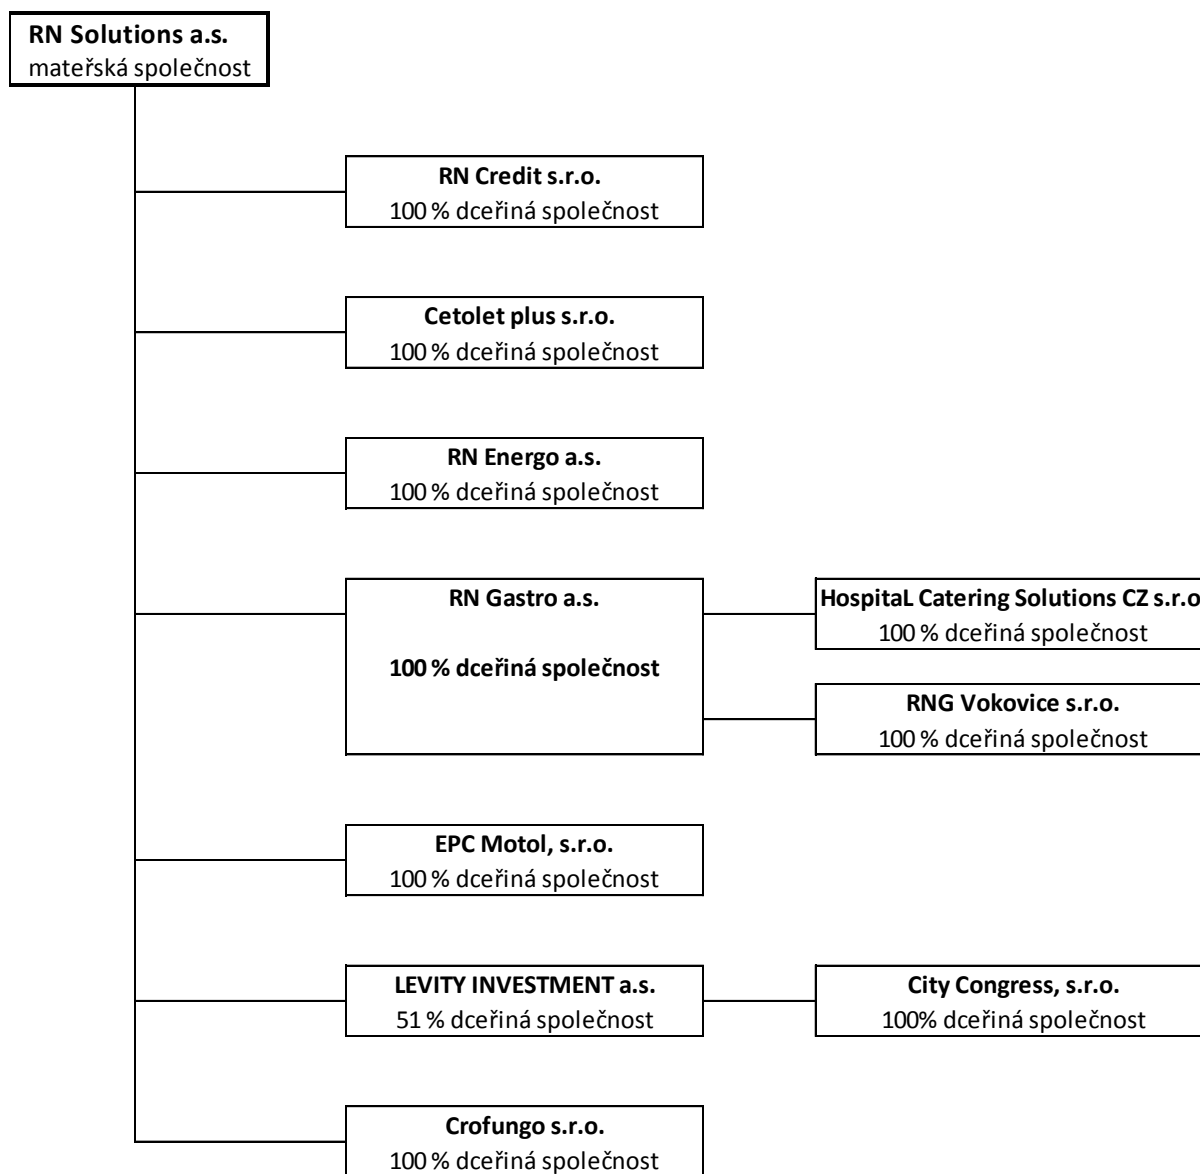 RN Solutions a.s.
mateřská společnost
RN Credit s.r.o.
100 % dceřiná společnost
Cetolet plus s.r.o.
100 % dceřiná společnost
RN Energo a.s.
100 % dceřiná společnost
RN Gastro a.s.
100 % dceřiná společnost
HospitaL Catering Solutions CZ s.r.o
100 % dceřiná společnost
RNG Vokovice s.r.o.
100 % dceřiná společnost
EPC Motol, s.r.o.
100 % dceřiná společnost
LEVITY INVESTMENT a.s.
51 % dceřiná společnost
City Congress, s.r.o.
100% dceřiná společnost
Crofungo s.r.o.
100 % dceřiná společnost